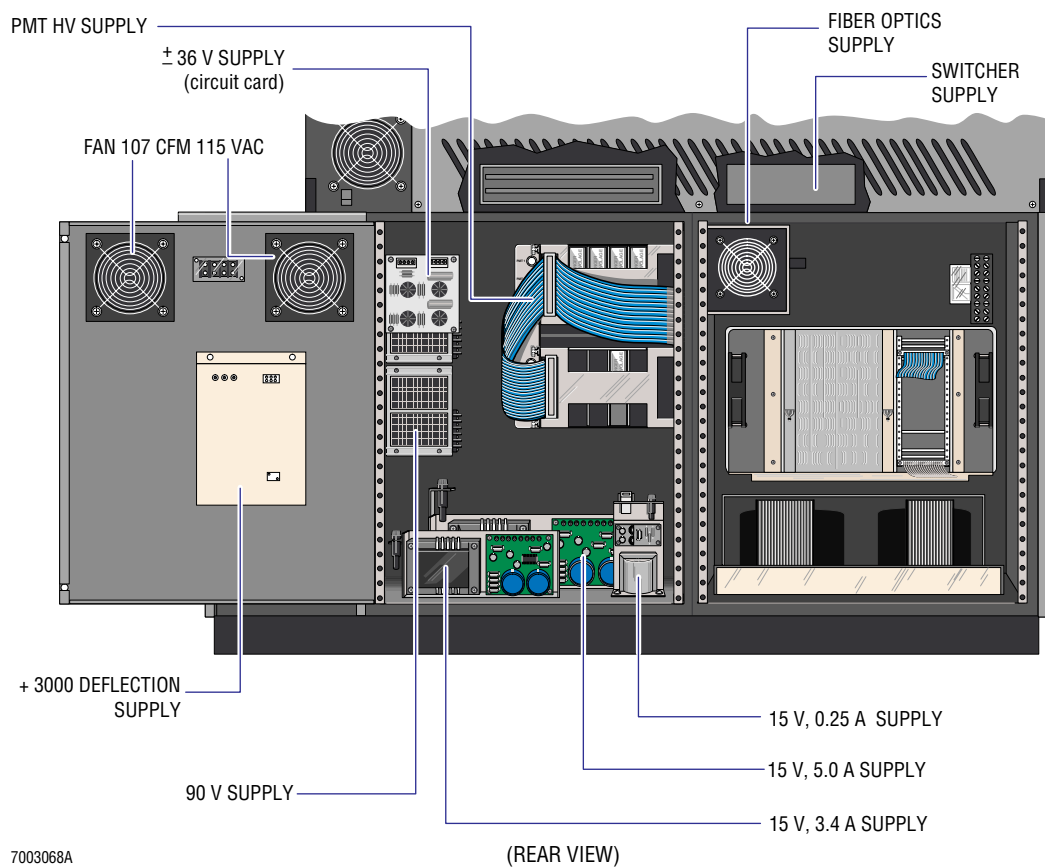 PMT HV SUPPLY
± 36 V SUPPLY
(circuit card)
FAN 107 CFM 115 VAC
FIBER OPTICS
SUPPLY
SWITCHER
SUPPLY
+ 3000 DEFLECTION
SUPPLY
90 V SUPPLY
15 V, 0.25 A SUPPLY
15 V, 5.0 A SUPPLY
15 V, 3.4 A SUPPLY
7003068A
(REAR VIEW)